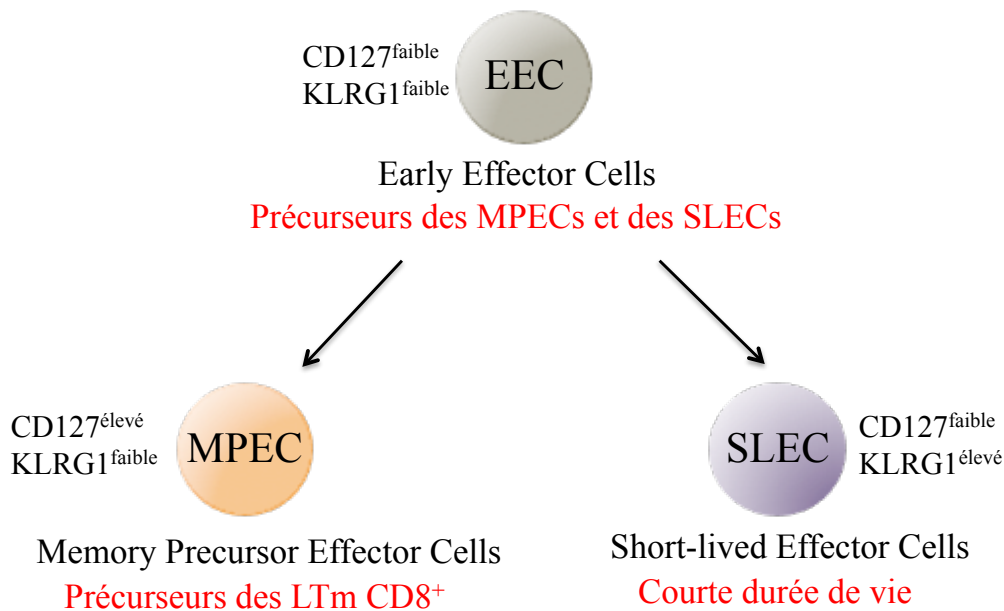 CD127faible
KLRG1faible
EEC
Early Effector Cells
Précurseurs des MPECs et des SLECs
CD127élevé
KLRG1faible
MPEC
Memory Precursor Effector Cells
Précurseurs des LTm CD8+
SLEC
CD127faible
KLRG1élevé
Short-lived Effector Cells
Courte durée de vie